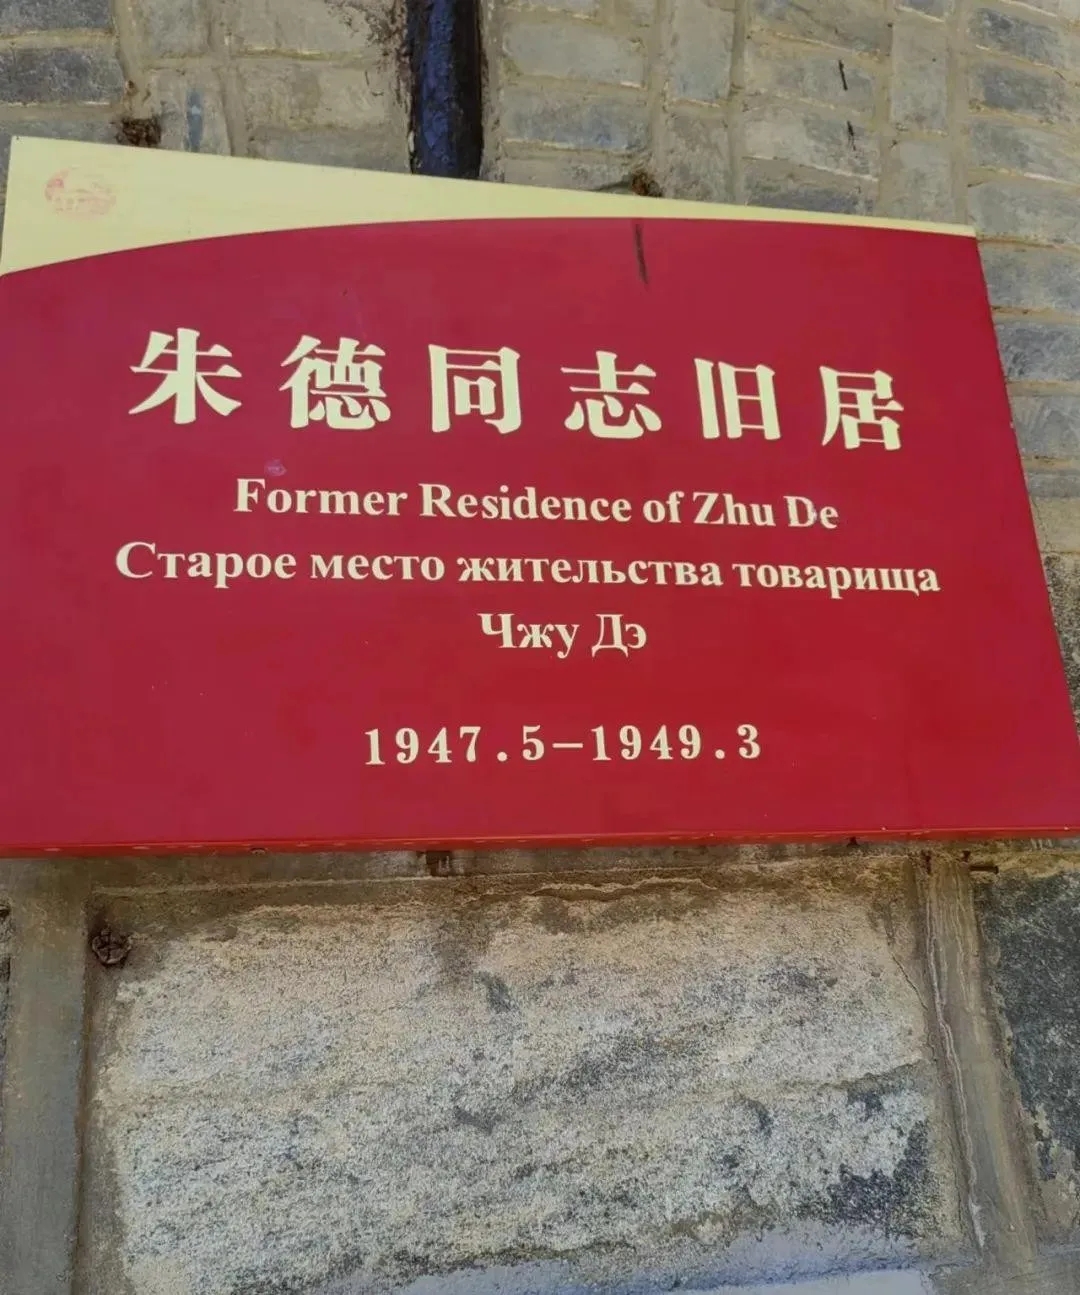 朱德同志旧居
Former Residence of Zhu De
Старое место жительства товарища
Чжу Дэ
1947.5–1949.3